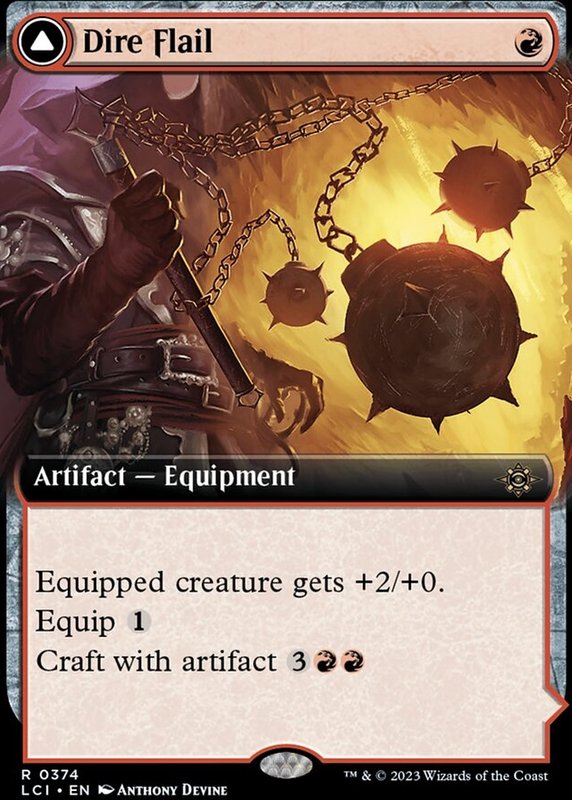 Dire Flail
Artifact — Equipment
Equipped creature gets +2/+0.
Equip 1
Craft with artifact 3
R 0374
LCI • EN Anthony Devine
™ & © 2023 Wizards of the Coast